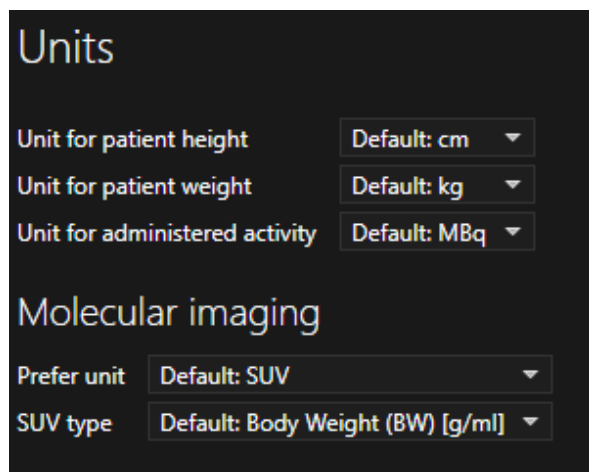 Units
Unit for patient height Default: cm
Unit for patient weight Default: kg
Unit for administered activity Default: MBq
Molecular imaging
Prefer unit Default: SUV
SUV type Default: Body Weight (BW) [g/ml]